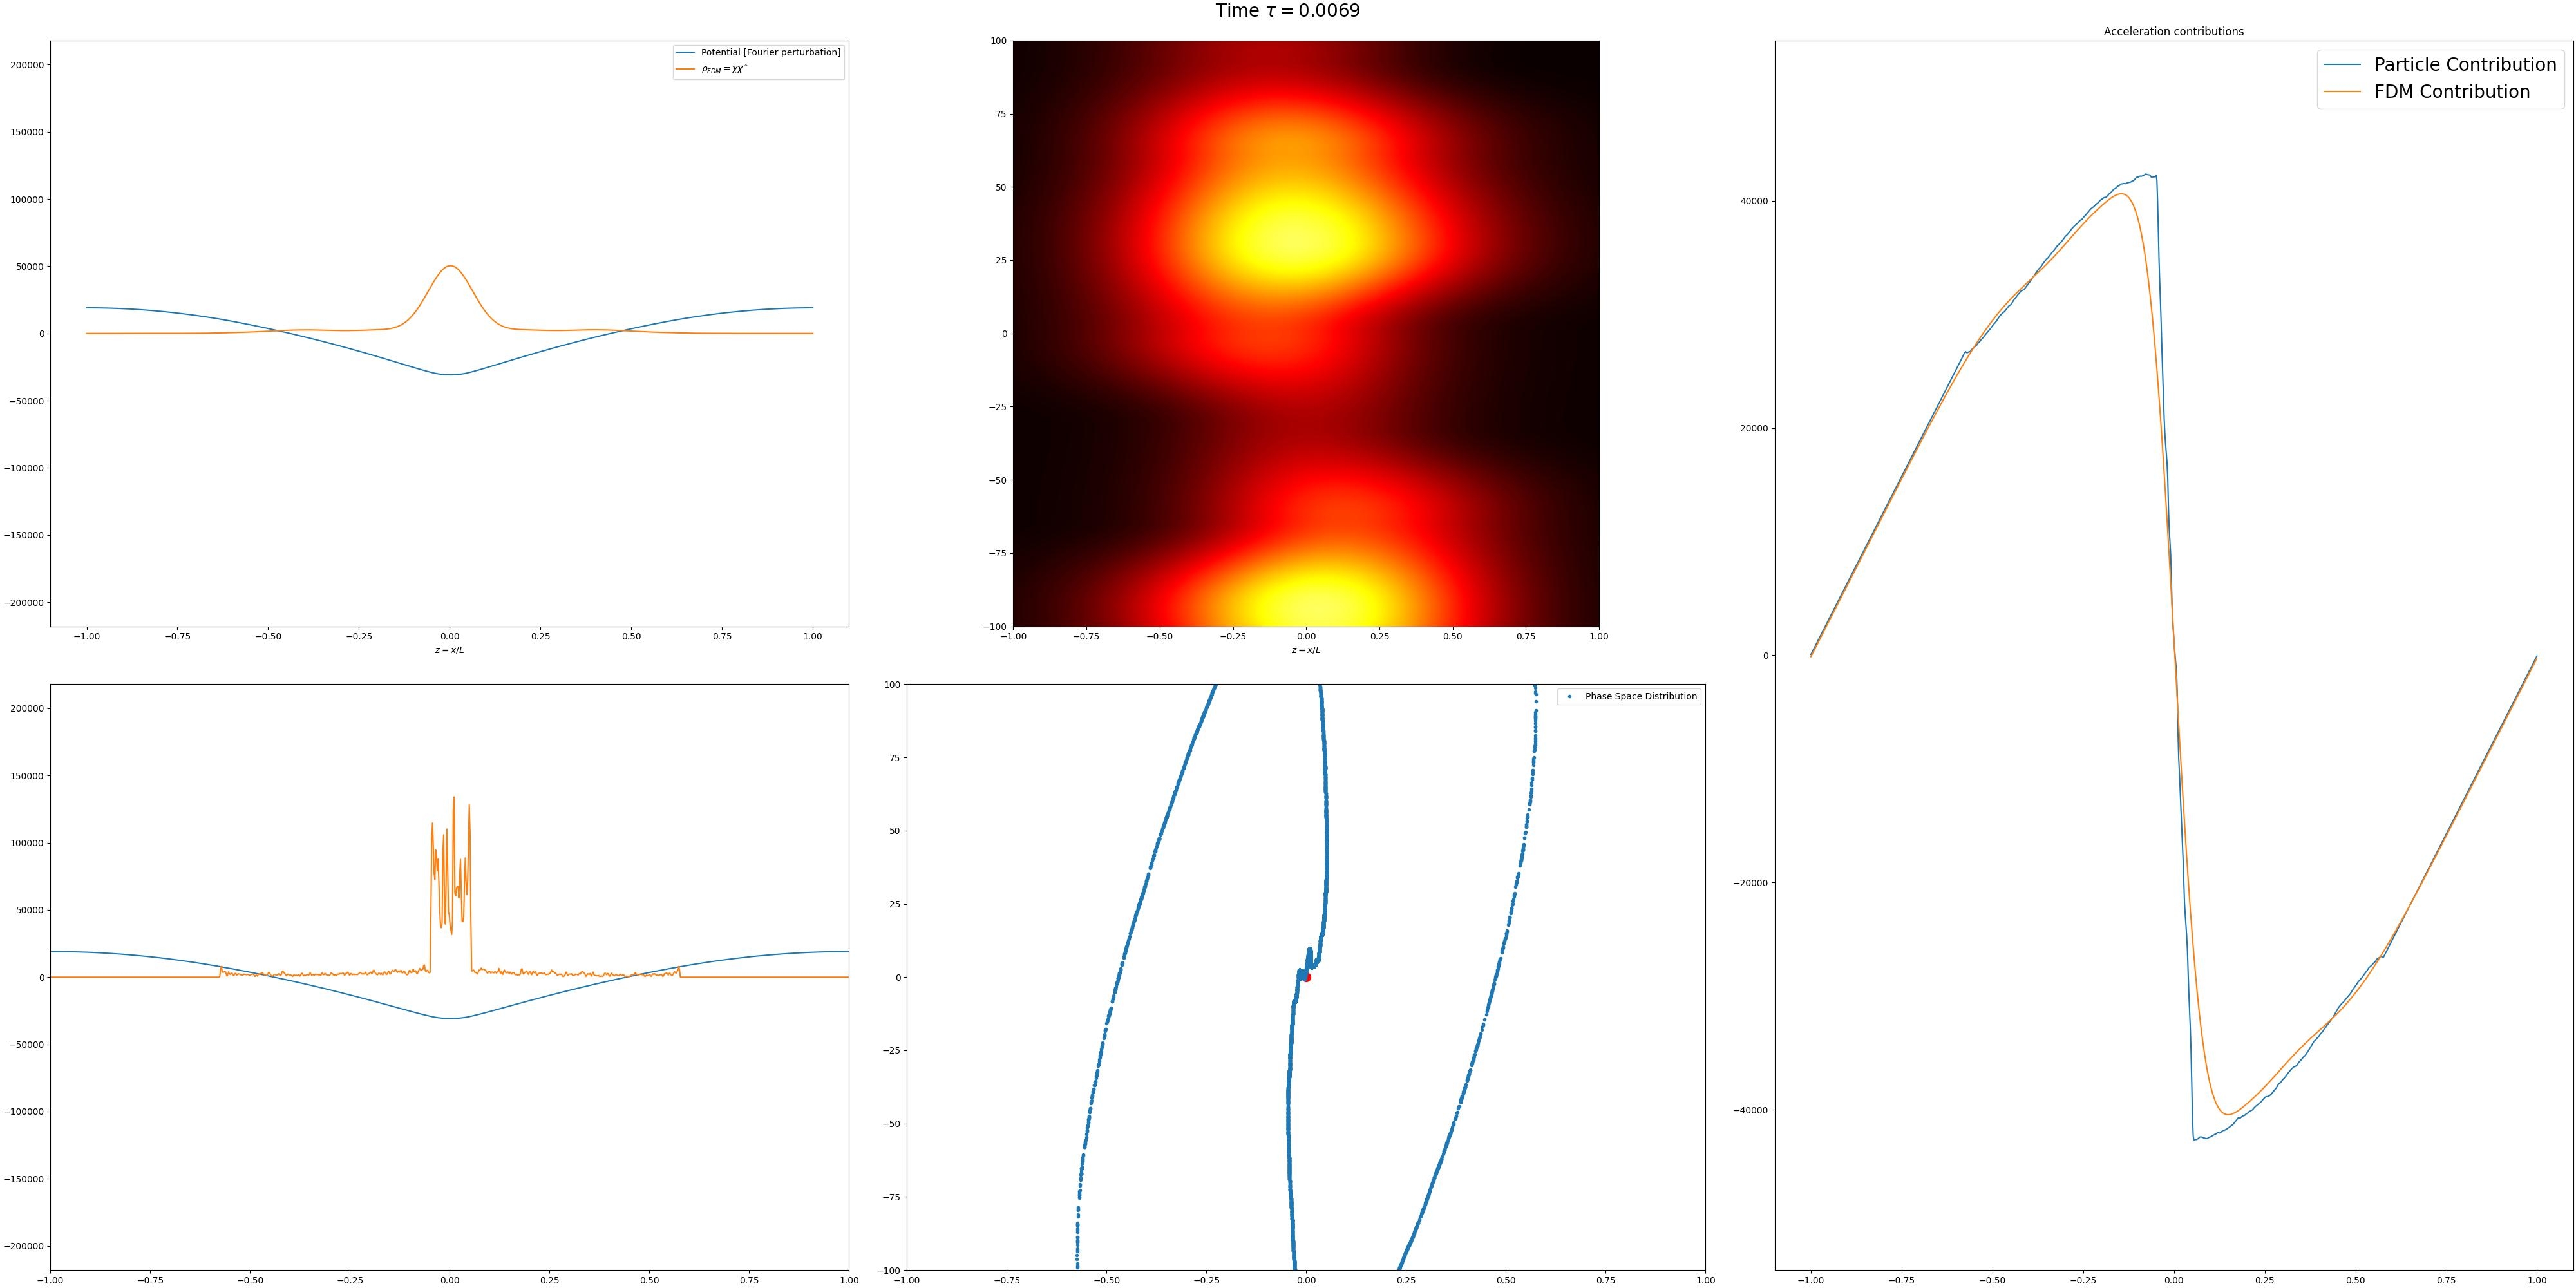 Time τ = 0.0069
Potential [Fourier perturbation]
ρFDM = χχ*
200000
150000
100000
50000
0
−50000
−100000
−150000
−200000
−1.00 −0.75 −0.50 −0.25 0.00 0.25 0.50 0.75 1.00
z = x/L
100
75
50
25
0
−25
−50
−75
−100
−1.00 −0.75 −0.50 −0.25 0.00 0.25 0.50 0.75 1.00
z = x/L
Acceleration contributions
Particle Contribution
FDM Contribution
40000
20000
0
−20000
−40000
−1.00 −0.75 −0.50 −0.25 0.00 0.25 0.50 0.75 1.00
200000
150000
100000
50000
0
−50000
−100000
−150000
−200000
−1.00 −0.75 −0.50 −0.25 0.00 0.25 0.50 0.75 1.00
Phase Space Distribution
100
75
50
25
0
−25
−50
−75
−100
−1.00 −0.75 −0.50 −0.25 0.00 0.25 0.50 0.75 1.00